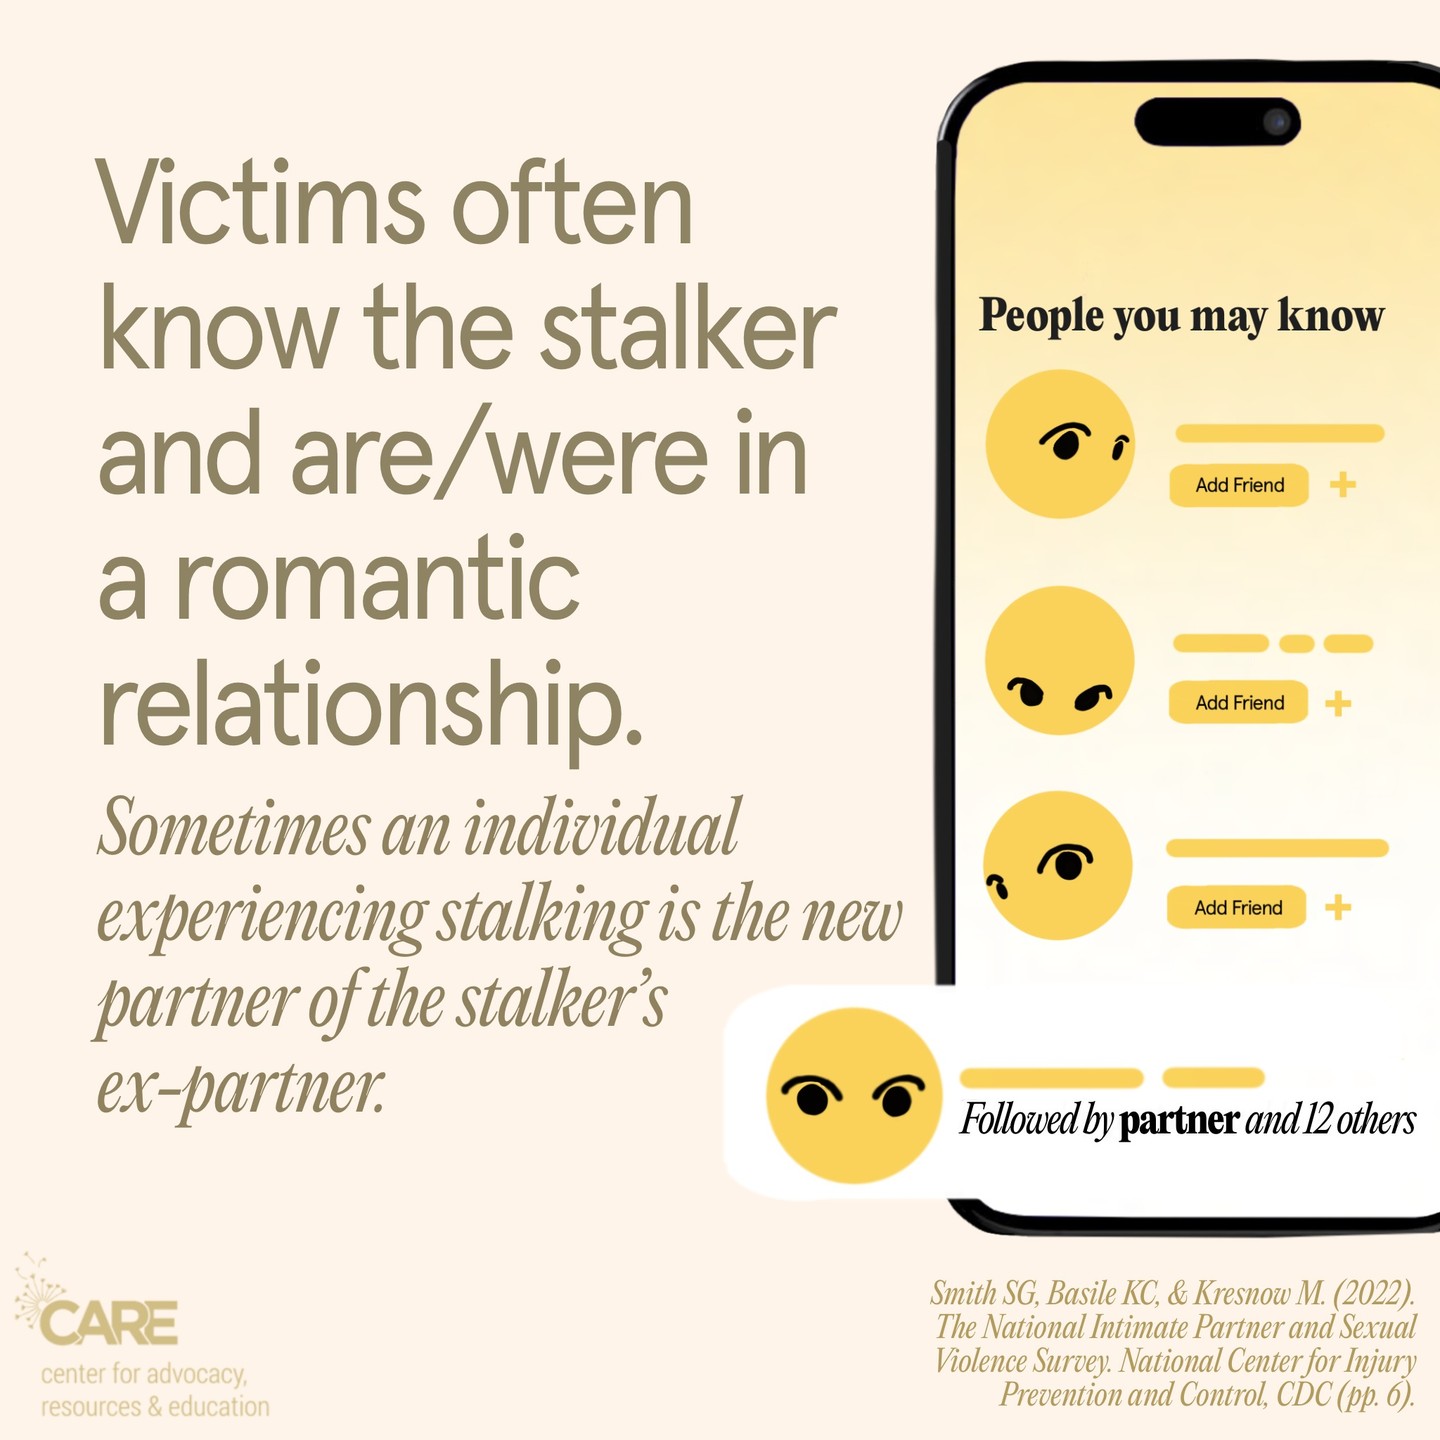 Victims often
know the stalker
and are/were in
a romantic
relationship.
Sometimes an individual
experiencing stalking is the new
partner of the stalker’s
ex-partner.
People you may know
Add Friend
Add Friend
Add Friend
Followed by partner and 12 others
CARE
center for advocacy,
resources & education
Smith SG, Basile KC, & Kresnow M. (2022).
The National Intimate Partner and Sexual
Violence Survey. National Center for Injury
Prevention and Control, CDC (pp. 6).